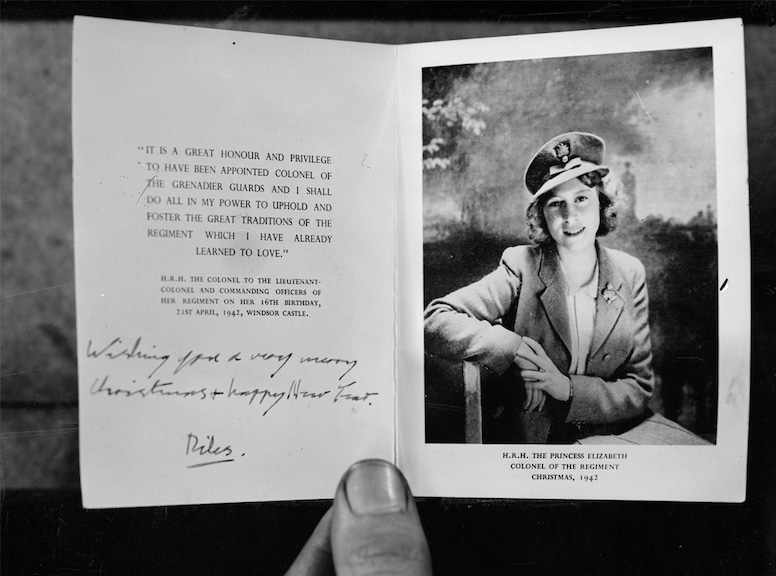 "IT IS A GREAT HONOUR AND PRIVILEGE
TO HAVE BEEN APPOINTED COLONEL OF
THE GRENADIER GUARDS AND I SHALL
DO ALL IN MY POWER TO UPHOLD AND
FOSTER THE GREAT TRADITIONS OF THE
REGIMENT WHICH I HAVE ALREADY
LEARNED TO LOVE."
H.R.H. THE COLONEL TO THE LIEUTENANT-
COLONEL AND COMMANDING OFFICERS OF
HER REGIMENT ON HER 16TH BIRTHDAY,
21ST APRIL, 1942, WINDSOR CASTLE.
Wishing you a very merry
Christmas + happy New Year.
H.R.H. THE PRINCESS ELIZABETH
COLONEL OF THE REGIMENT
CHRISTMAS, 1942